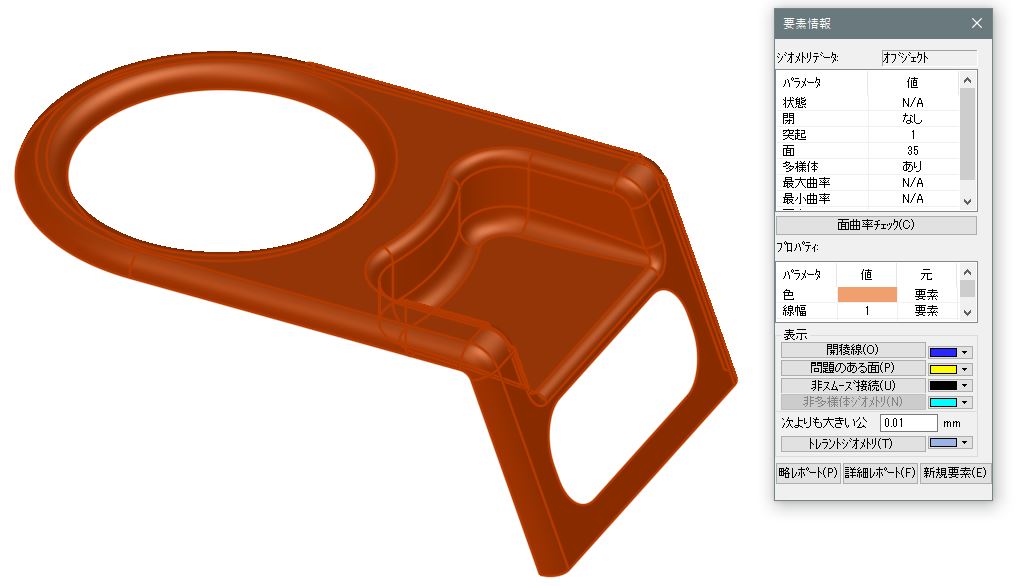 要素情報
ジオメトリデータ: オブジェクト
パラメータ 値
状態 N/A
閉 なし
突起 1
面 35
多様体 あり
最大曲率 N/A
最小曲率 N/A
面曲率チェック(C)
プロパティ:
パラメータ 値 元
色 要素
線幅 1 要素
表示
開稜線(O)
問題のある面(P)
非スムーズ接続(U)
非多様体ジオメトリ(N)
次よりも大きい公 0.01 mm
トレラントジオメトリ(T)
略レポート(P) 詳細レポート(F) 新規要素(E)